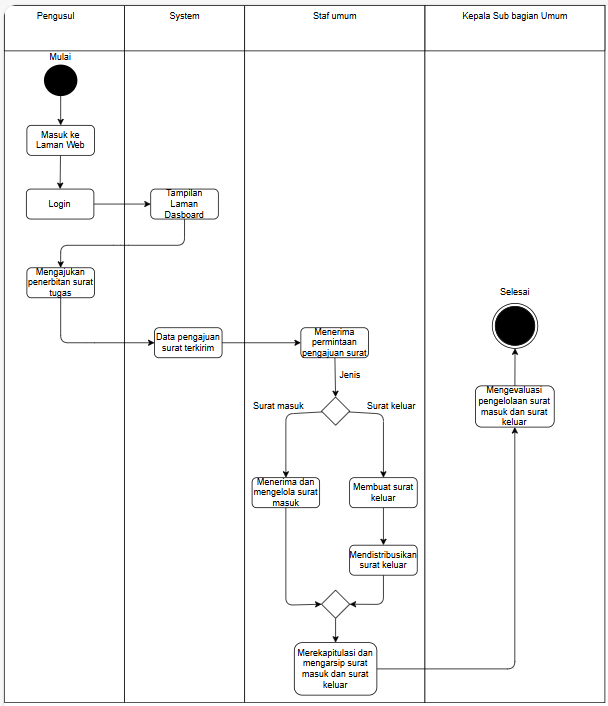 Pengusul
System
Staf umum
Kepala Sub bagian Umum
Mulai
Masuk ke
Laman Web
Login
Tampilan
Laman
Dasboard
Mengajukan
penerbitan surat
tugas
Data pengajuan
surat terkirim
Menerima
permintaan
pengajuan surat
Jenis
Surat masuk
Surat keluar
Menerima dan
mengelola surat
masuk
Membuat surat
keluar
Mendistribusikan
surat keluar
Merekapitulasi dan
mengarsip surat
masuk dan surat
keluar
Mengevaluasi
pengelolaan surat
masuk dan surat
keluar
Selesai